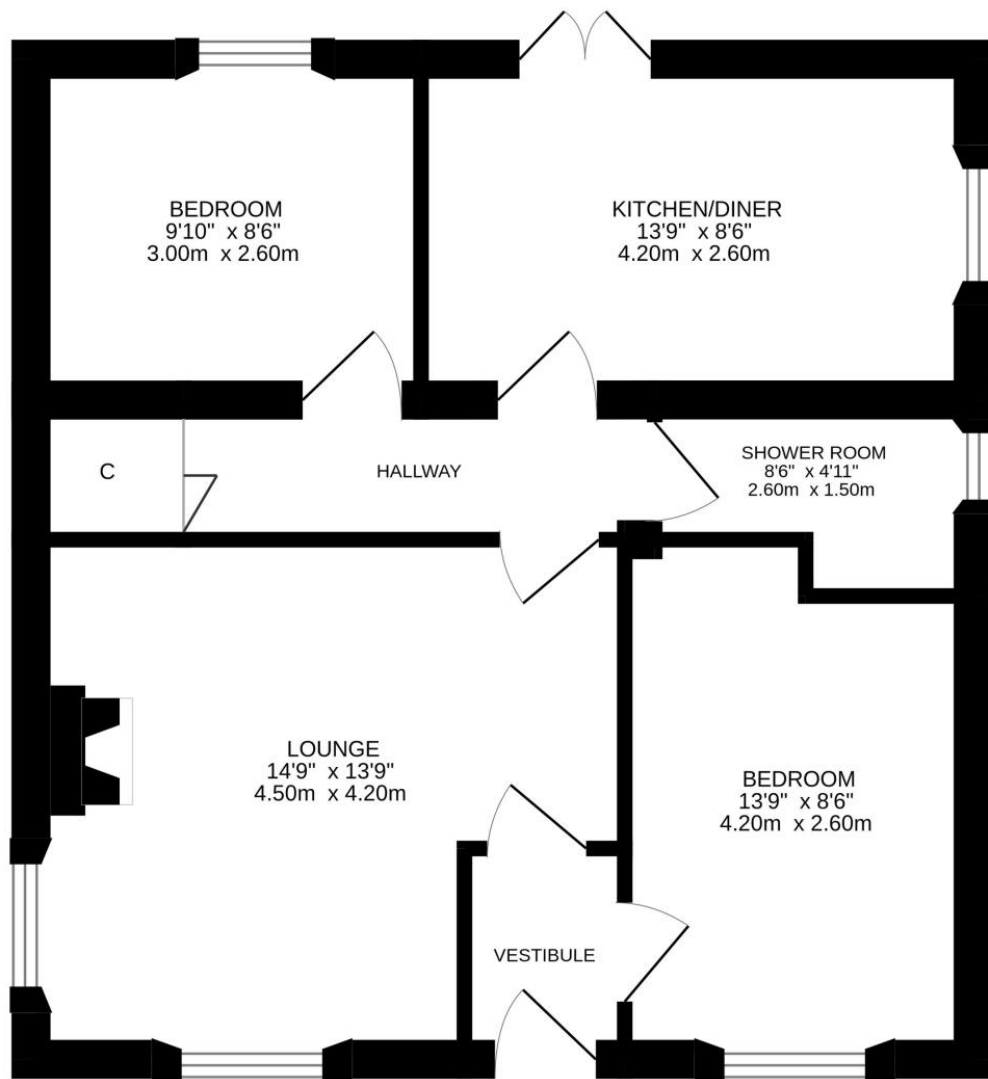 BEDROOM
9'10" x 8'6"
3.00m x 2.60m
KITCHEN/DINER
13'9" x 8'6"
4.20m x 2.60m
C
HALLWAY
SHOWER ROOM
8'6" x 4'11"
2.60m x 1.50m
LOUNGE
14'9" x 13'9"
4.50m x 4.20m
BEDROOM
13'9" x 8'6"
4.20m x 2.60m
VESTIBULE